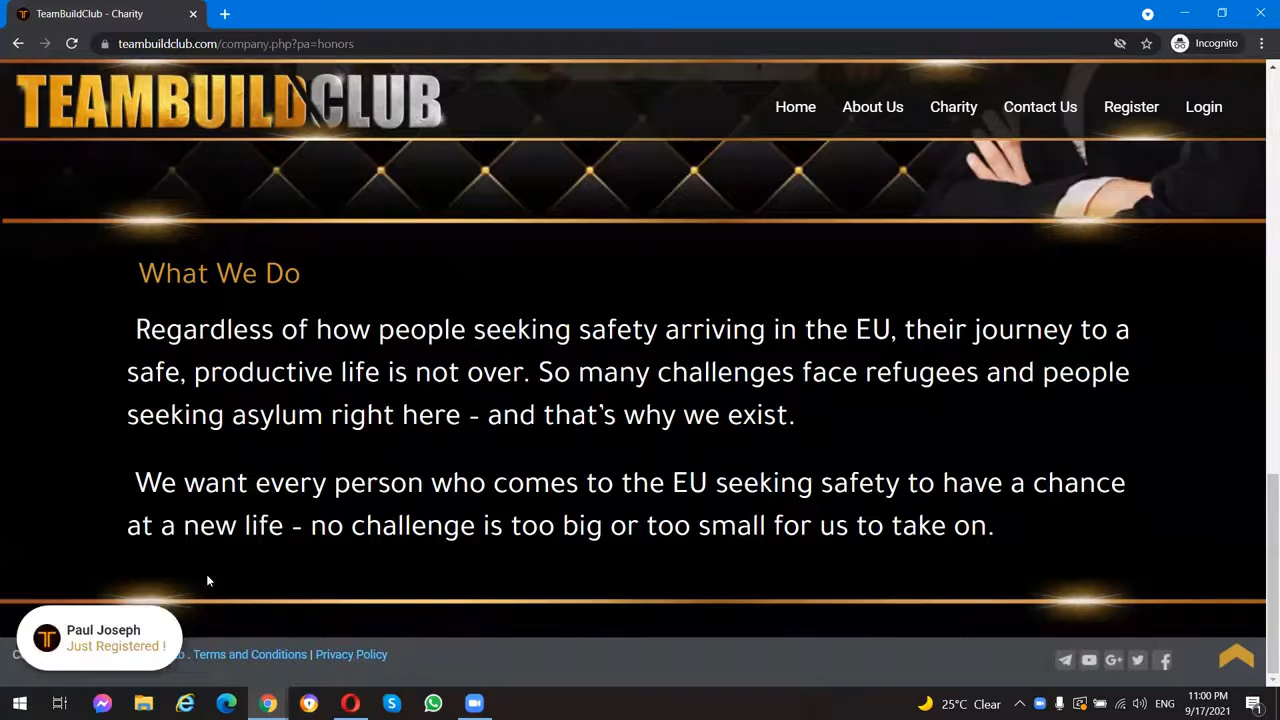 TeamBuildClub - Charity
teambuildclub.com/company.php?pa=honors
Incognito
TEAMBUILDCLUB
Home About Us Charity Contact Us Register Login
What We Do
Regardless of how people seeking safety arriving in the EU, their journey to a
safe, productive life is not over. So many challenges face refugees and people
seeking asylum right here – and that's why we exist.
We want every person who comes to the EU seeking safety to have a chance
at a new life – no challenge is too big or too small for us to take on.
Paul Joseph
Just Registered !
. Terms and Conditions | Privacy Policy
25°C Clear
ENG
11:00 PM
9/17/2021